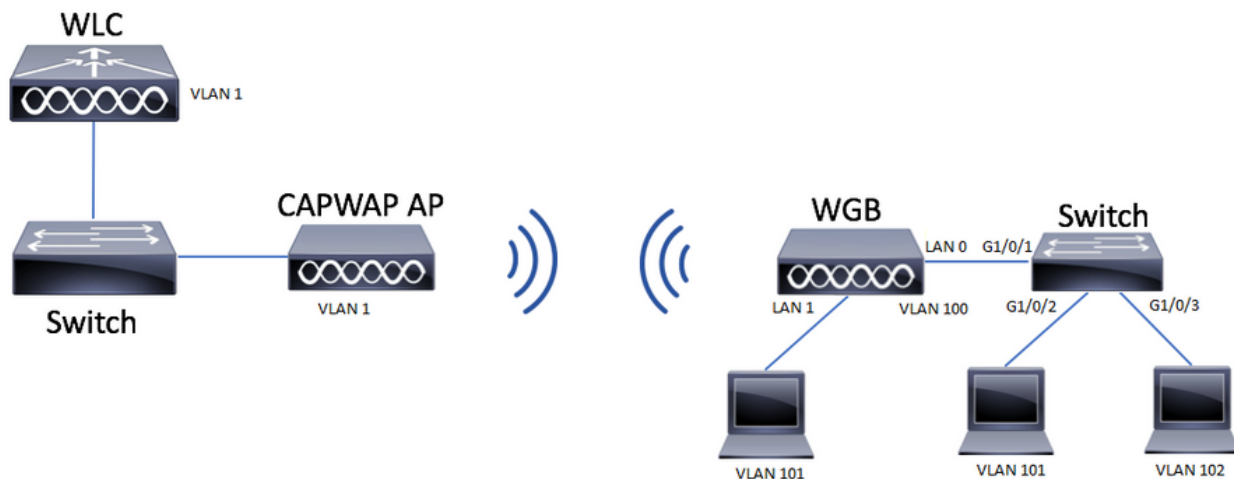 WLC
VLAN 1
CAPWAP AP
VLAN 1
Switch
WGB
Switch
LAN 0
G1/0/1
LAN 1
VLAN 100
G1/0/2
G1/0/3
VLAN 101
VLAN 101
VLAN 102